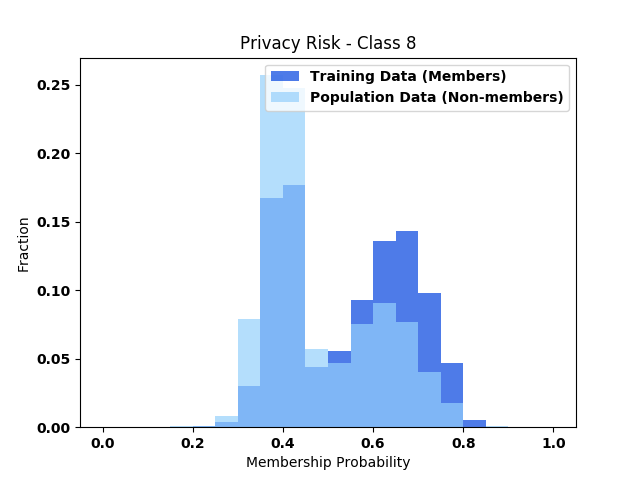 Privacy Risk - Class 8
Training Data (Members)
Population Data (Non-members)
Fraction
0.25
0.20
0.15
0.10
0.05
0.00
0.0 0.2 0.4 0.6 0.8 1.0
Membership Probability